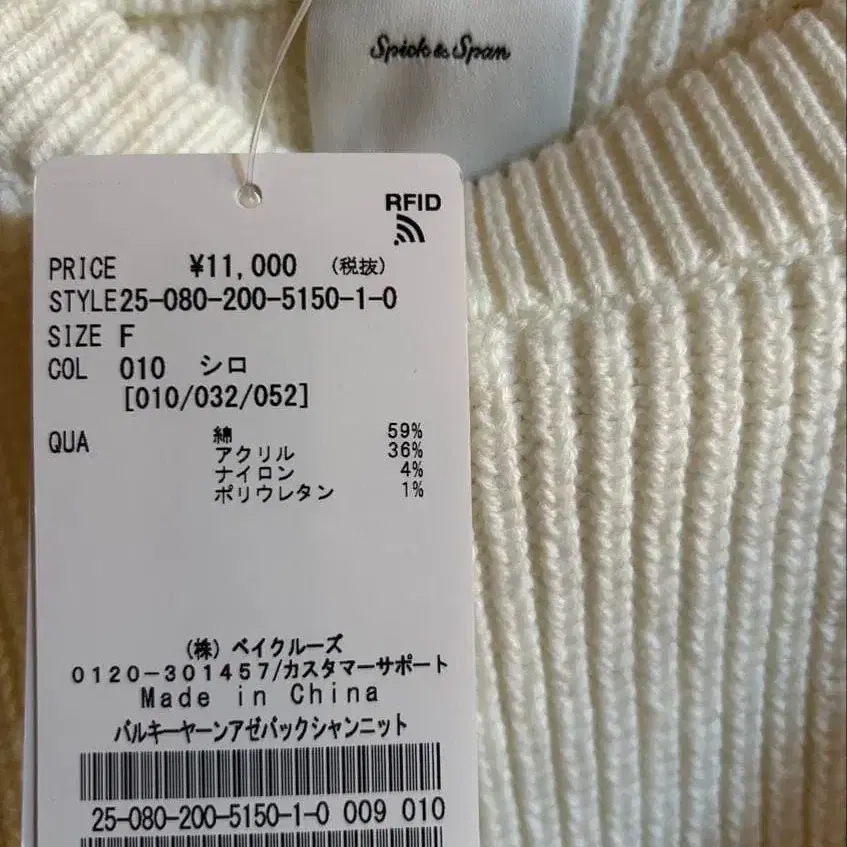 Spick & Span
RFID
PRICE ¥11,000 (税抜)
STYLE 25-080-200-5150-1-0
SIZE F
COL 010 シロ
[010/032/052]
QUA 綿 59%
アクリル 36%
ナイロン 4%
ポリウレタン 1%
(株) ベイクルーズ
0120-301457/カスタマーサポート
Made in China
バルキーヤーンアゼバックシャンニット
25-080-200-5150-1-0 009 010